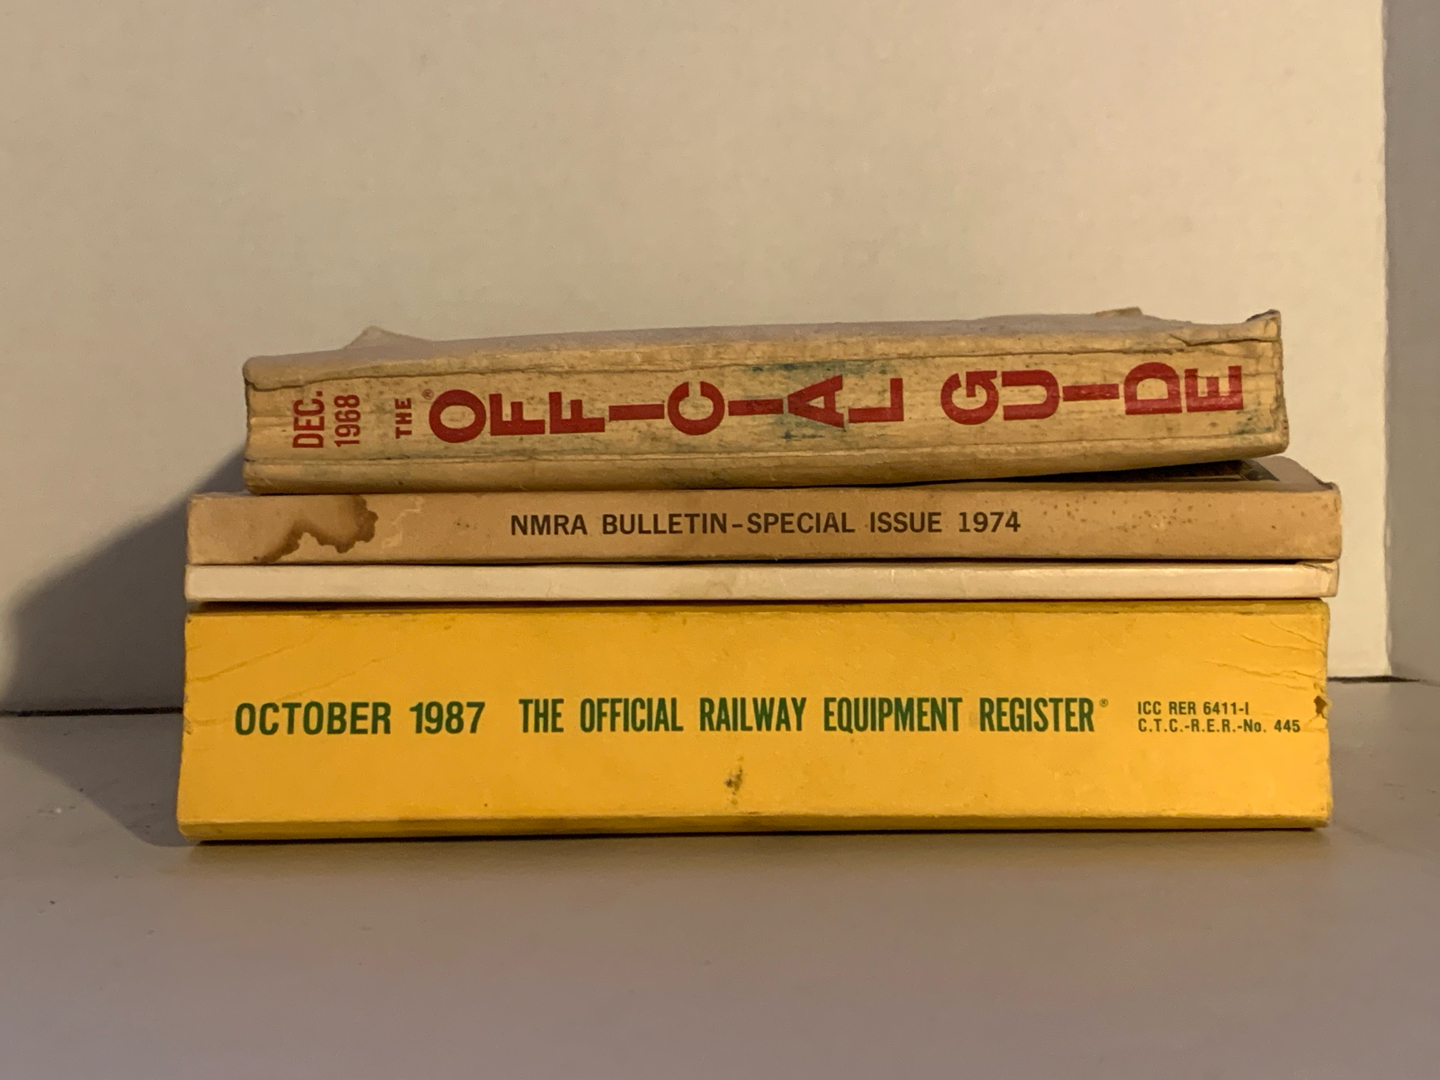 DEC.
1968
THE ® OFFICIAL GUIDE
NMRA BULLETIN-SPECIAL ISSUE 1974
OCTOBER 1987 THE OFFICIAL RAILWAY EQUIPMENT REGISTER®
ICC RER 6411-I
C.T.C.-R.E.R.-No. 445